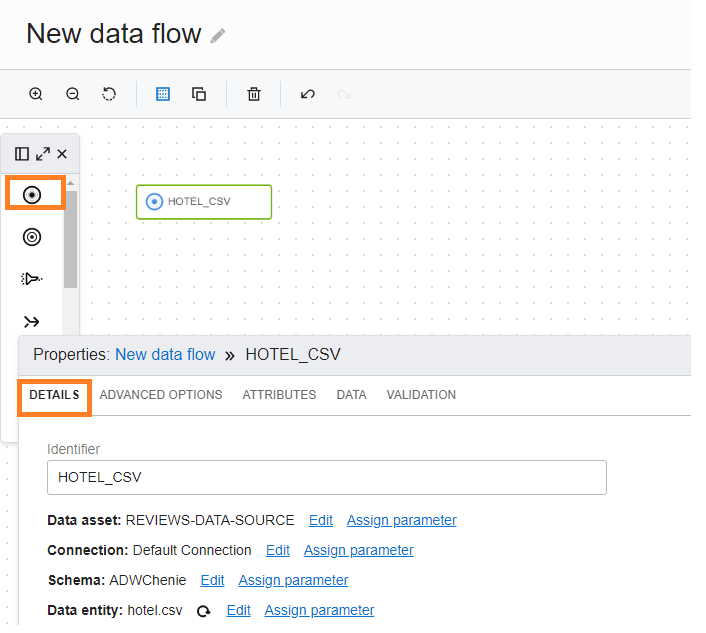 New data flow
HOTEL_CSV
Properties: New data flow » HOTEL_CSV
DETAILS ADVANCED OPTIONS ATTRIBUTES DATA VALIDATION
Identifier
HOTEL_CSV
Data asset: REVIEWS-DATA-SOURCE Edit Assign parameter
Connection: Default Connection Edit Assign parameter
Schema: ADWChenie Edit Assign parameter
Data entity: hotel.csv Edit Assign parameter